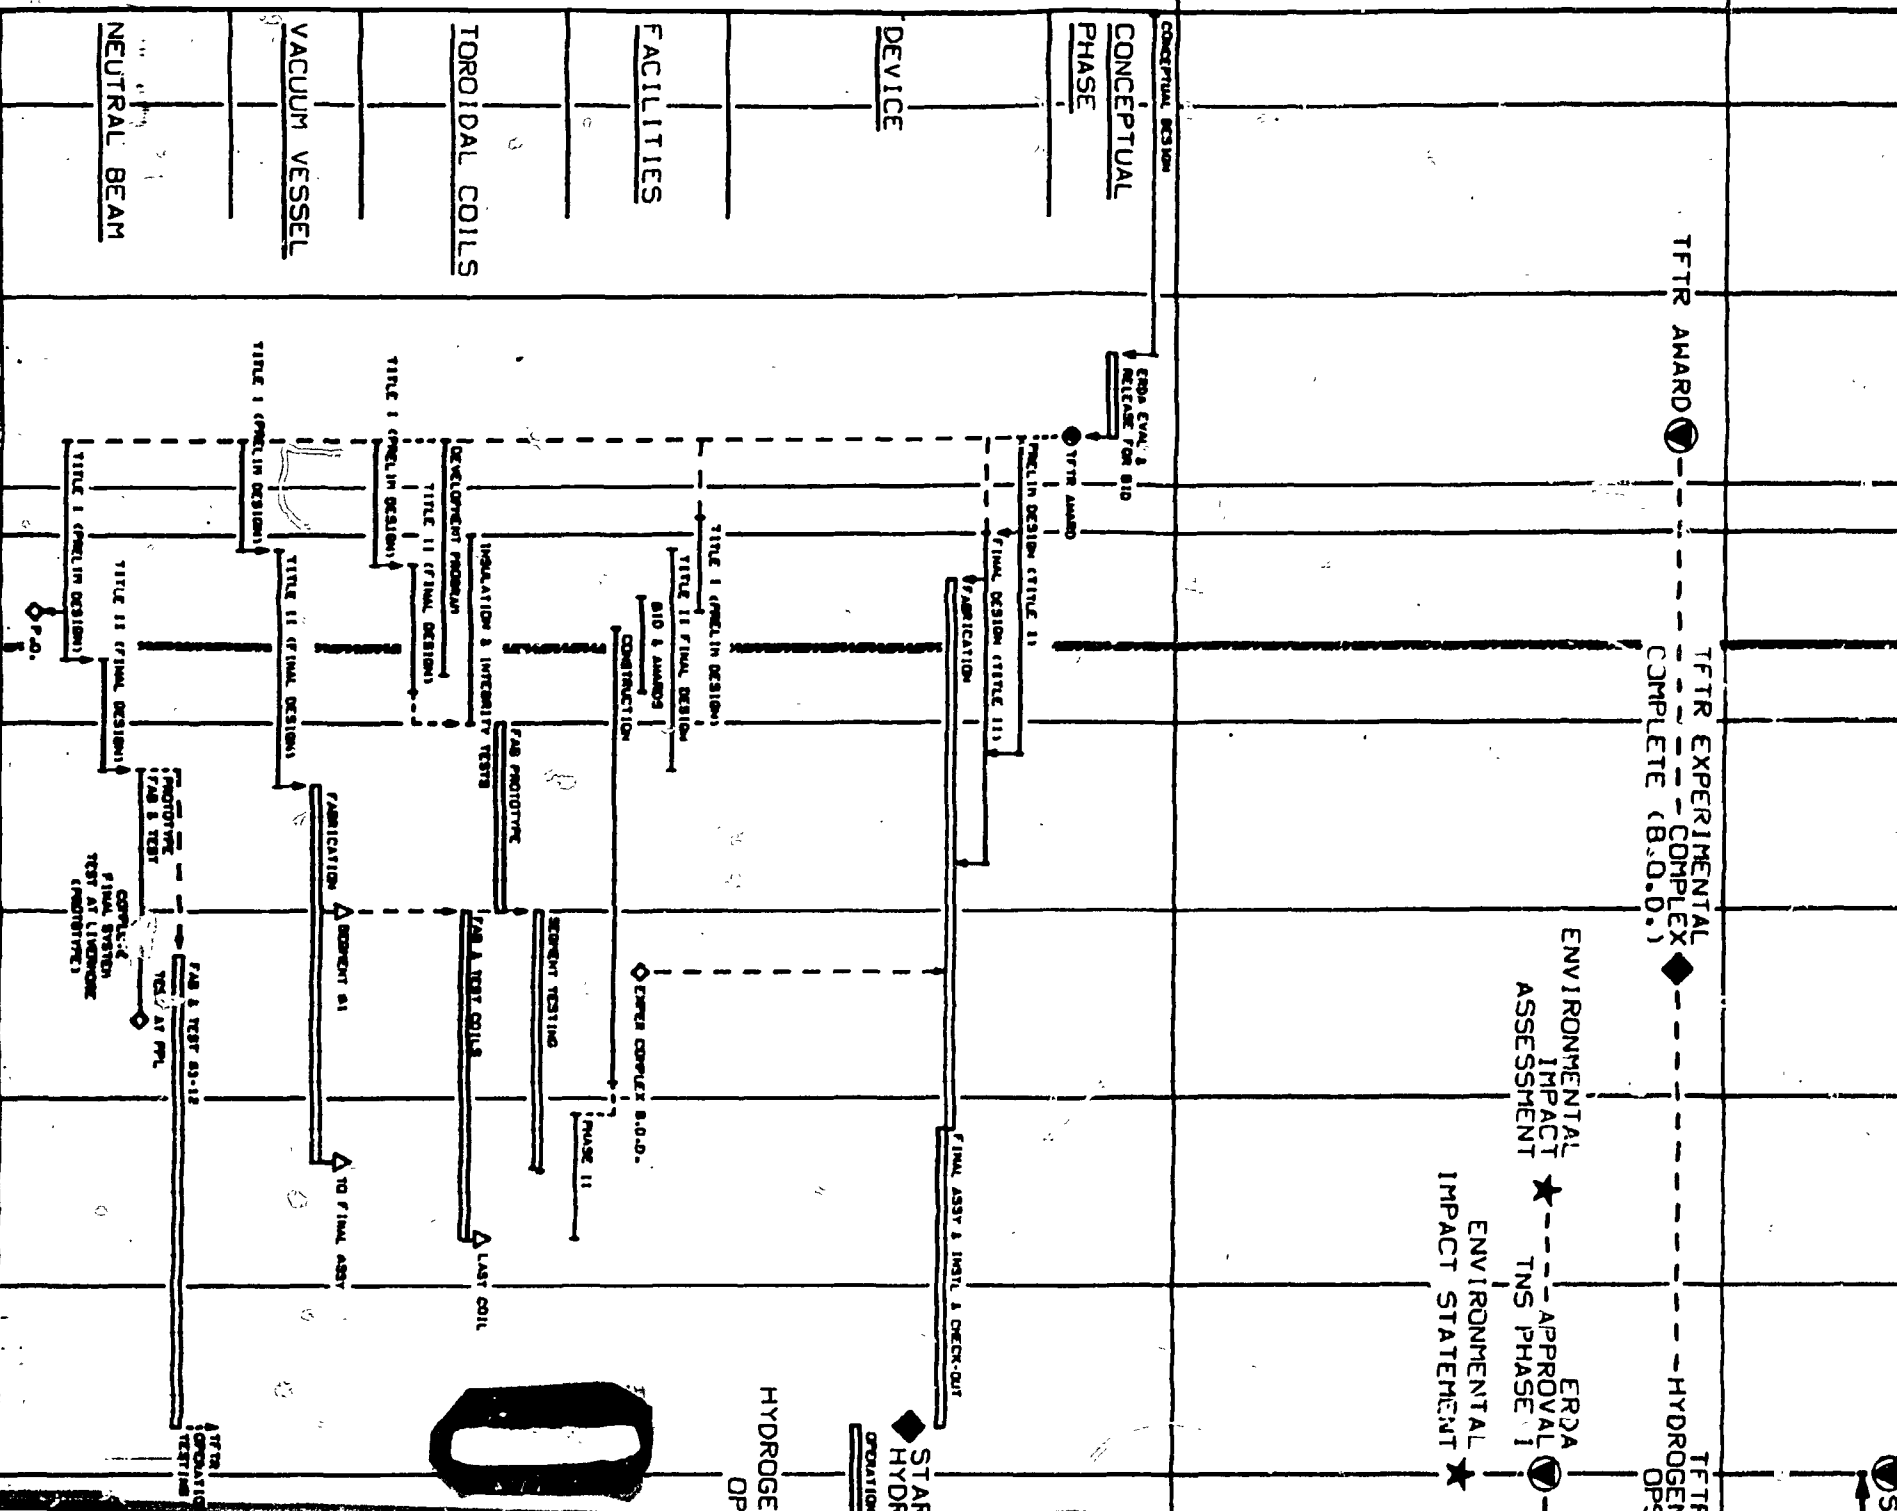 TFTR AWARD
TFTR EXPERIMENTAL
COMPLEX
COMPLETE (B.O.D.)
HYDROGEN
ENVIRONMENTAL
IMPACT
ASSESSMENT
ERDA
APPROVAL
TNS PHASE I
ENVIRONMENTAL
IMPACT STATEMENT
CONCEPTUAL DESIGN
CONCEPTUAL
PHASE
ERDA EVAL &
RELEASE FOR BID
TFTR AWARD
DEVICE
PRELIM DESIGN (TITLE I)
FINAL DESIGN (TITLE II)
FABRICATION
FINAL ASSY & INSTL & CHECK-OUT
FACILITIES
TITLE I (PRELIM DESIGN)
TITLE II FINAL DESIGN
BID & AWARDS
CONSTRUCTION
EXPER COMPLEX B.O.D.
PHASE II
TOROIDAL COILS
SEGMENT TESTING
FAB PROTOTYPE
INSULATION & INTEGRITY TESTS
FAB & TEST COILS
LAST COIL
DEVELOPMENT PROGRAM
TITLE II (FINAL DESIGN)
TITLE I (PRELIM DESIGN)
VACUUM VESSEL
FABRICATION
SEGMENT #1
TO FINAL ASSY
TITLE II (FINAL DESIGN)
TITLE I (PRELIM DESIGN)
NEUTRAL BEAM
FAB & TEST #3-12
PROTOTYPE
FAB & TEST
AT PPL
TITLE II (FINAL DESIGN)
FINAL SYSTEM
TEST AT LIVERMORE
(PROTOTYPE)
TITLE I (PRELIM DESIGN)
P.O.
TFTR
TESTING